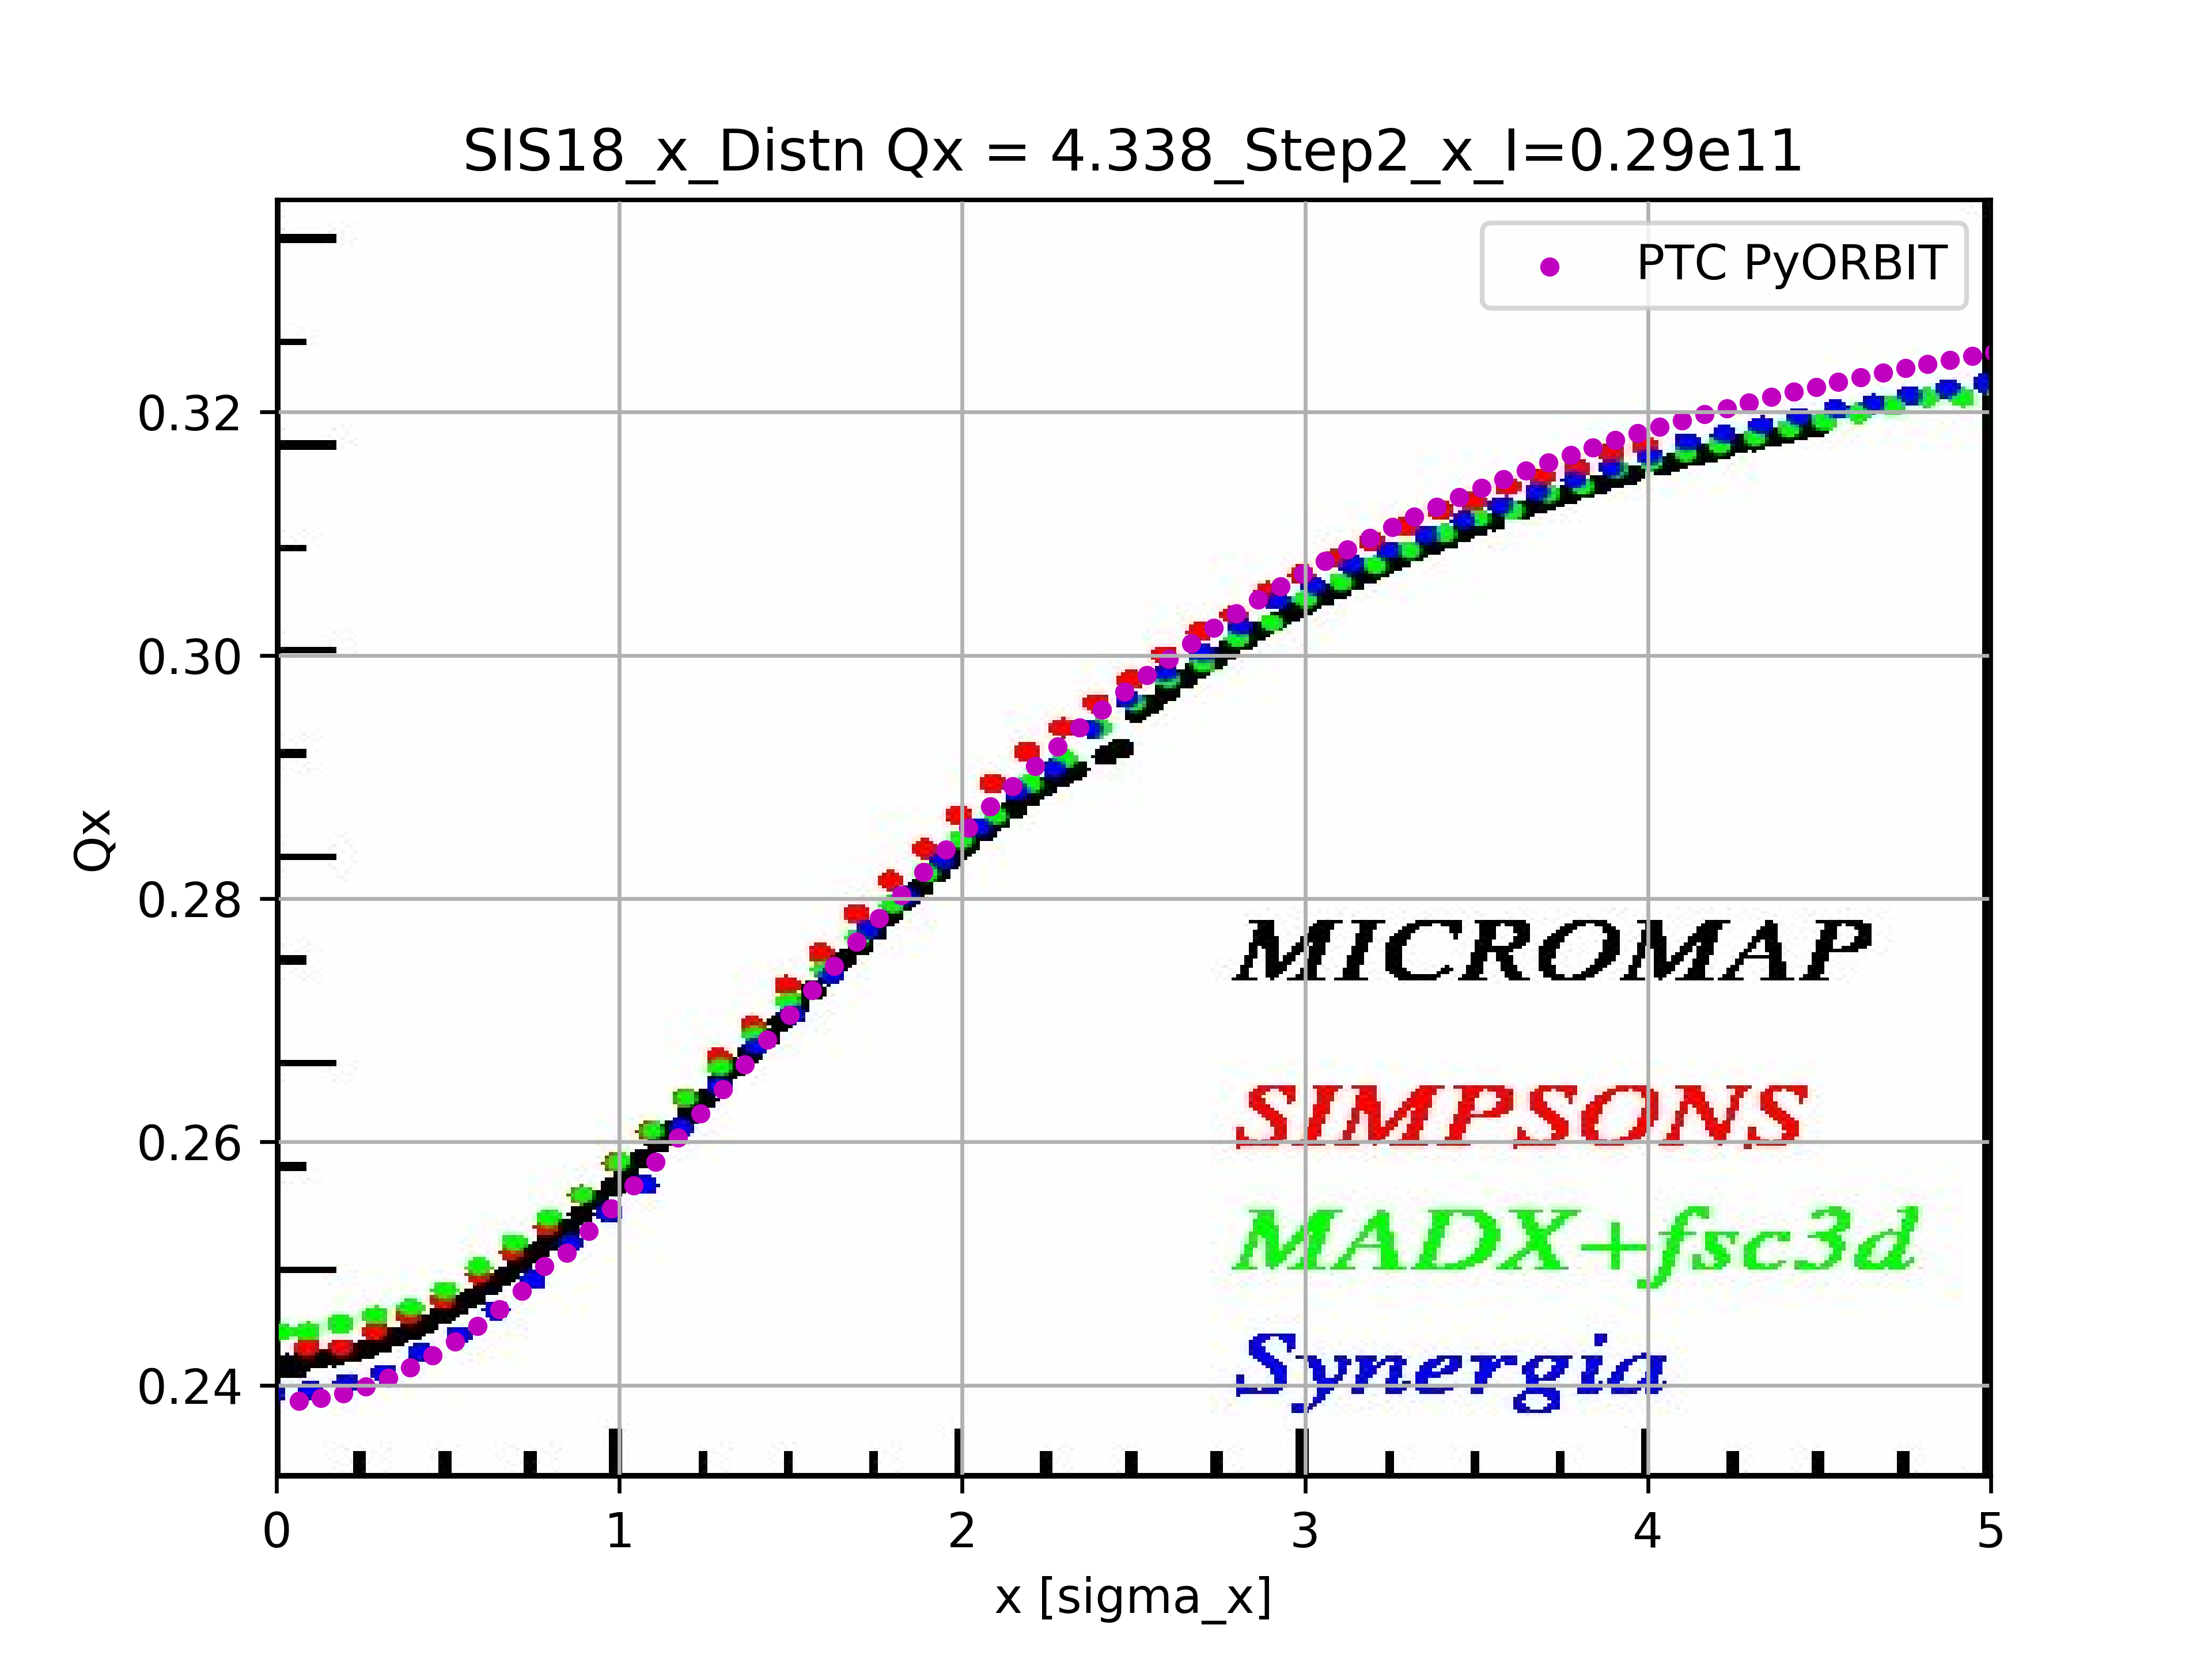 SIS18_x_Distn Qx = 4.338_Step2_x_I=0.29e11
PTC PyORBIT
0.32
0.30
0.28
0.26
0.24
Qx
MICROMAP
SIMPSONS
MADX+fsc3d
Synergia
0 1 2 3 4 5
x [sigma_x]